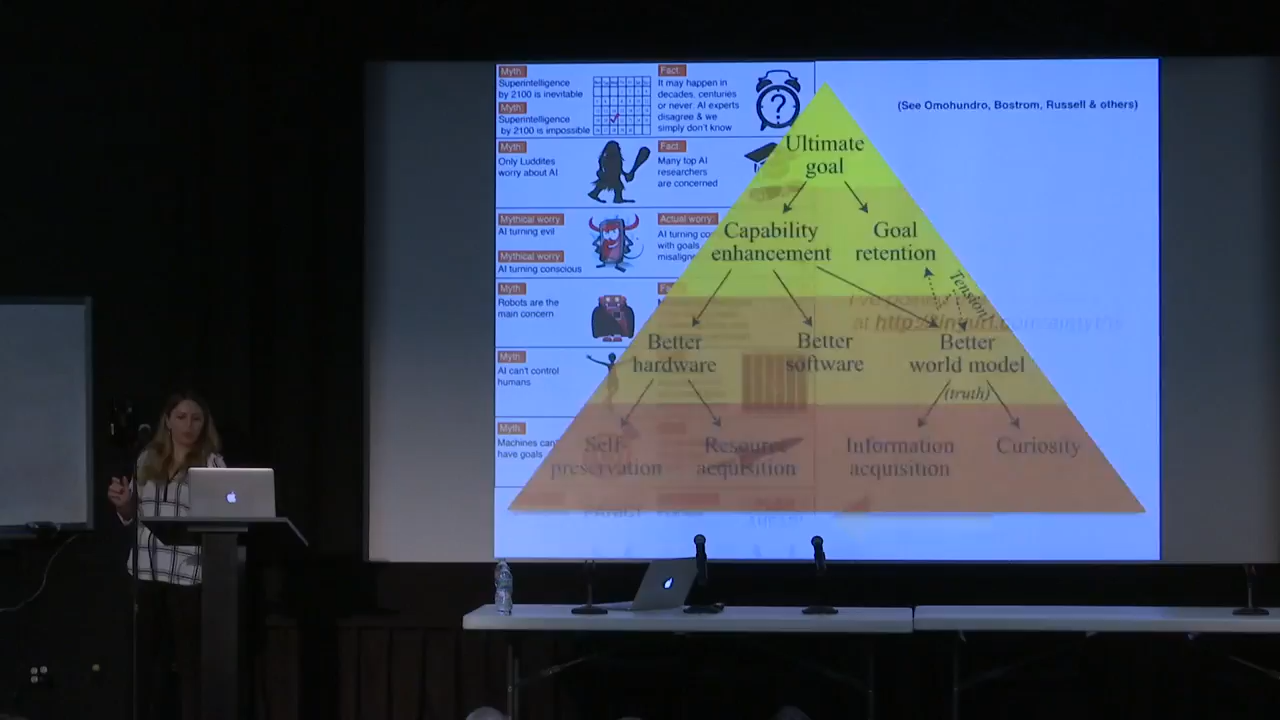 Myth:
Superintelligence
by 2100 is inevitable
Myth:
Superintelligence
by 2100 is impossible
Fact:
It may happen in
decades, centuries
or never. AI experts
disagree & we
simply don't know
?
(See Omohundro, Bostrom, Russell & others)
Myth:
Only Luddites
worry about AI
Fact:
Many top AI
researchers
are concerned
Mythical worry
AI turning evil
Mythical worry
AI turning conscious
Actual worry
AI turning
with goals
Myth:
Robots are the
main concern
Myth:
AI can't control
humans
Myth:
Machines can't
have goals
Ultimate
goal
Capability
enhancement
Goal
retention
Tension!
Better
hardware
Better
software
Better
world model
(truth)
Self-
preservation
Resource
acquisition
Information
acquisition
Curiosity
at